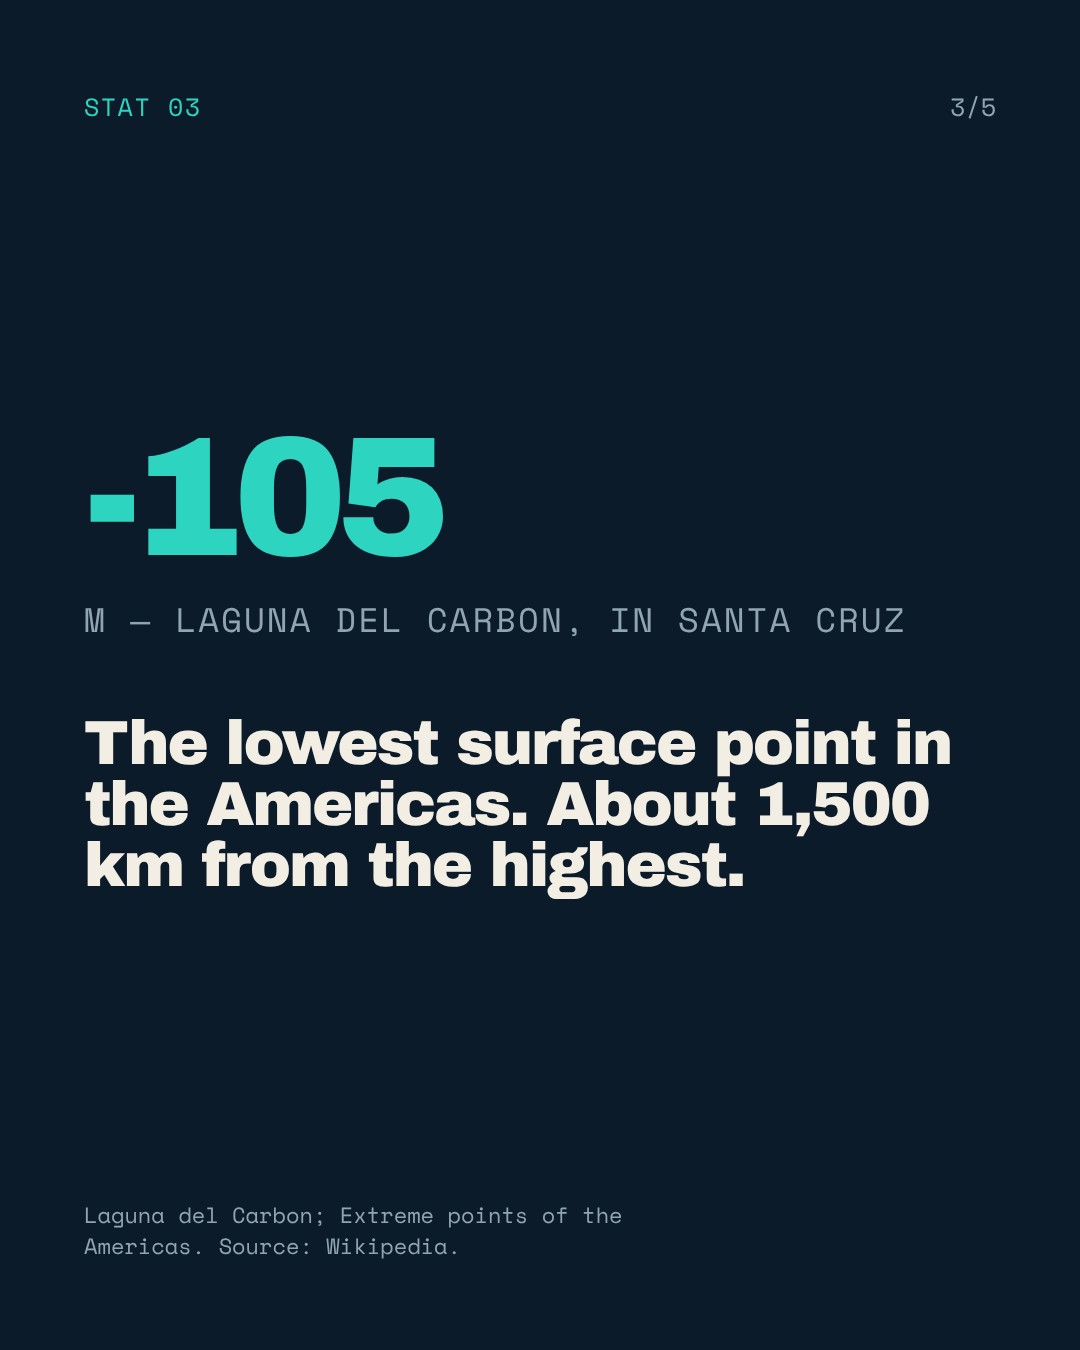 STAT 03
3/5
-105
M — LAGUNA DEL CARBON, IN SANTA CRUZ
The lowest surface point in
the Americas. About 1,500
km from the highest.
Laguna del Carbon; Extreme points of the
Americas. Source: Wikipedia.